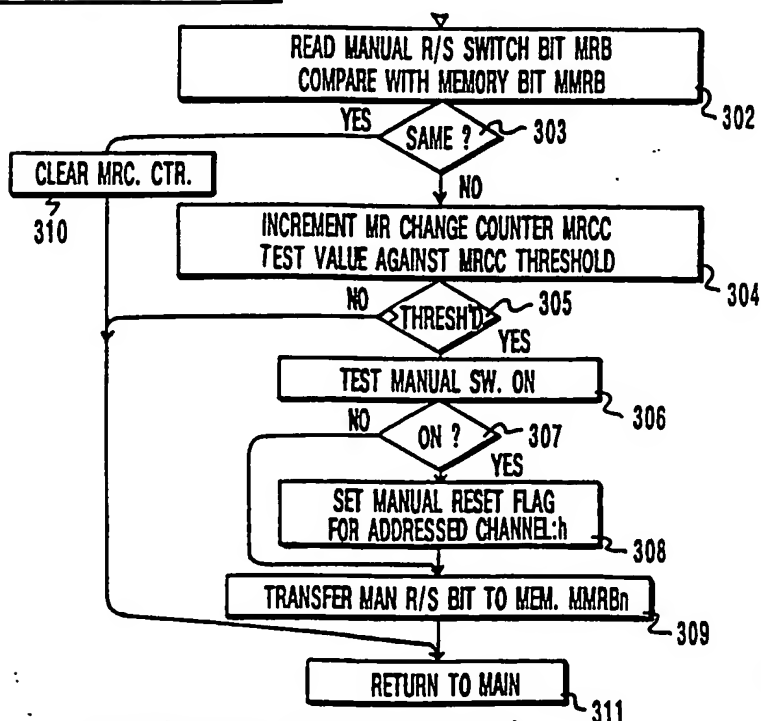 READ MANUAL R/S SWITCH BIT MRB
COMPARE WITH MEMORY BIT MMRB
302
YES
SAME ?
303
CLEAR MRC. CTR.
310
NO
INCREMENT MR CHANGE COUNTER MRCC
TEST VALUE AGAINST MRCC THRESHOLD
304
NO
>THRESH'D
305
YES
TEST MANUAL SW. ON
306
NO
ON ?
307
YES
SET MANUAL RESET FLAG
FOR ADDRESSED CHANNEL:h
308
TRANSFER MAN R/S BIT TO MEM. MMRBn
309
RETURN TO MAIN
311